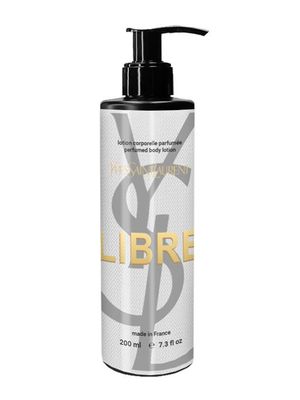 lotion corporelle parfumée
perfumed body lotion
YVESSAINTLAURENT
LIBRE
made in France
200 ml ℮ 7.3 fl oz